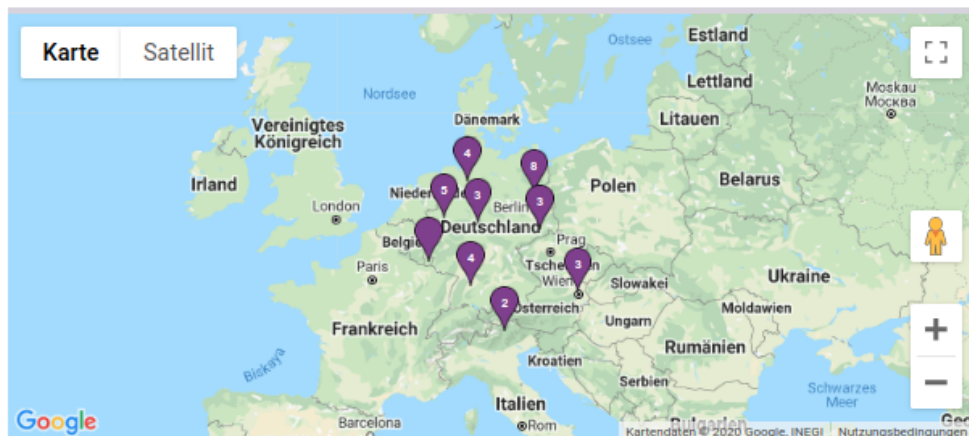 Karte
Satellit
Ostsee
Estland
Lettland
Moskau
Москва
Nordsee
Dänemark
Litauen
Vereinigtes
Königreich
4
8
Irland
5
3
3
Polen
Belarus
London
Berlin
Deutschland
Belgie
Prag
Paris
4
3
Wien
Slowakei
Ukraine
2
Österreich
Ungarn
Moldawien
Frankreich
Rumänien
Biskaya
Kroatien
Serbien
Schwarzes
Meer
Italien
Google
Barcelona
Rom
Bulgarien
Kartendaten © 2020 Google, INEGI
Nutzungsbedingungen